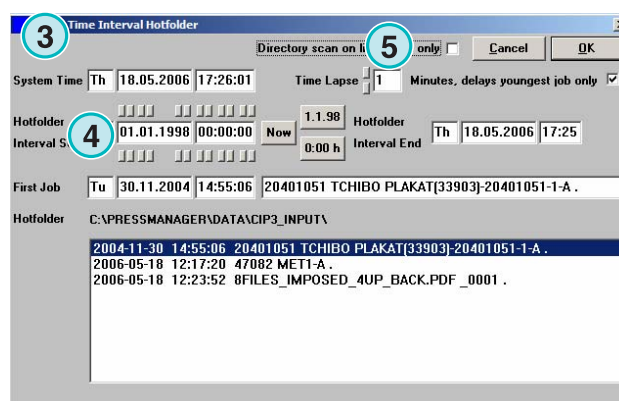 Time Interval Hotfolder
3
Directory scan on only
5
Cancel
OK
System Time Th 18.05.2006 17:26:01
Time Lapse 1 Minutes, delays youngest job only
Hotfolder
Interval
4
01.01.1998 00:00:00 Now
1.1.98
0:00 h
Hotfolder
Interval End
Th 18.05.2006 17:25
First Job Tu 30.11.2004 14:55:06 20401051 TCHIBO PLAKAT(33903)-20401051-1-A .
Hotfolder C:\PRESSMANAGER\DATA\CIP3_INPUT\
2004-11-30 14:55:06 20401051 TCHIBO PLAKAT(33903)-20401051-1-A .
2006-05-18 12:17:20 47082 MET1-A .
2006-05-18 12:23:52 8FILES_IMPOSED_4UP_BACK.PDF _0001 .